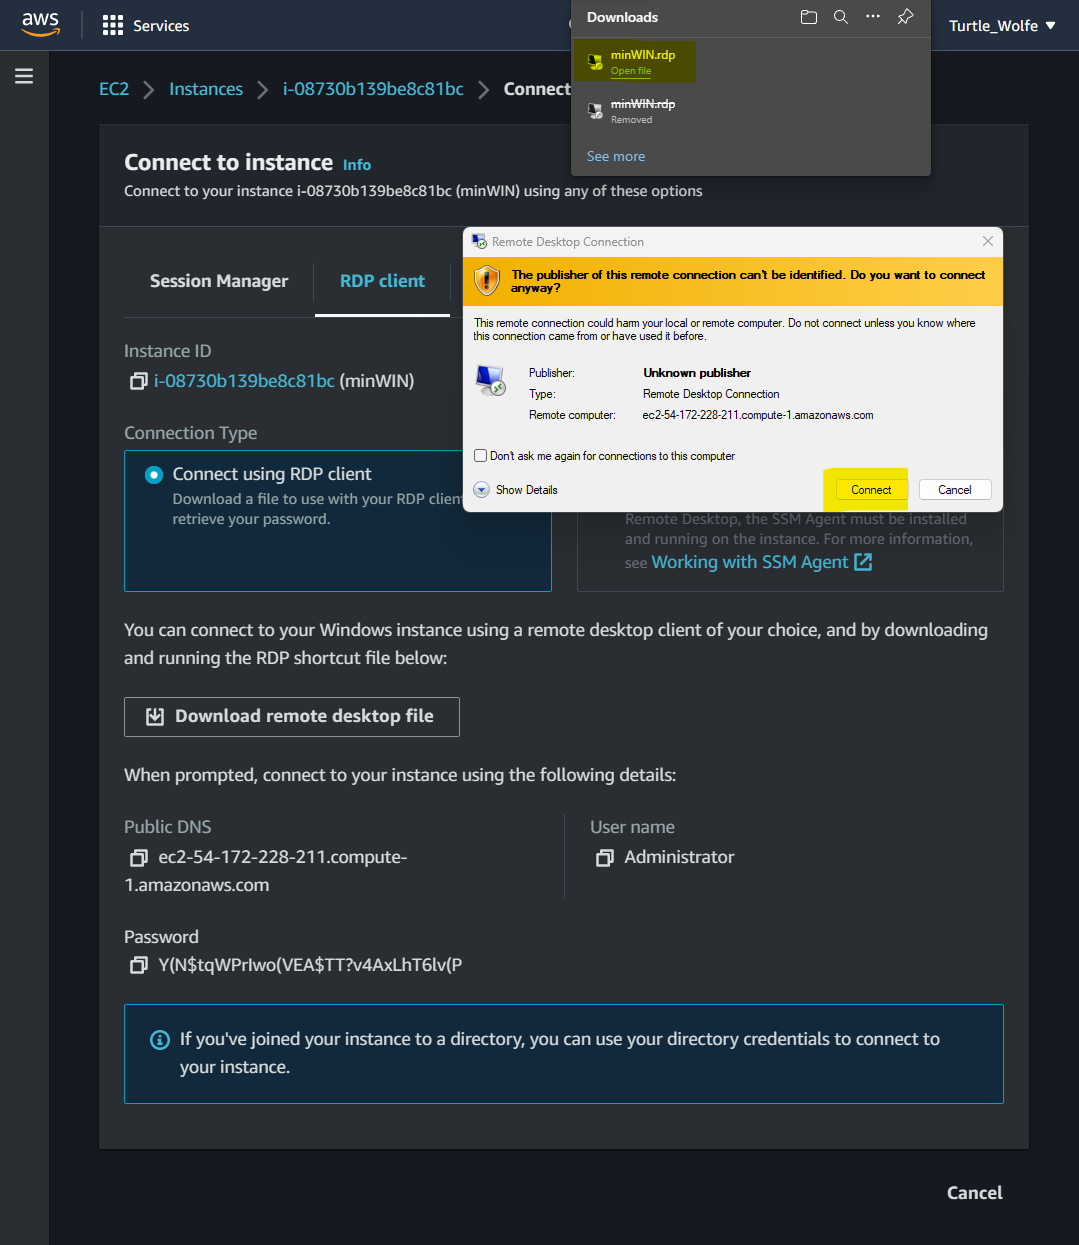 aws
Services
Turtle_Wolfe
Downloads
minWIN.rdp
Open file
minWIN.rdp
Removed
See more
EC2
Instances
i-08730b139be8c81bc
Connect
Connect to instance Info
Connect to your instance i-08730b139be8c81bc (minWIN) using any of these options
Session Manager
RDP client
Instance ID
i-08730b139be8c81bc (minWIN)
Connection Type
Connect using RDP client
Download a file to use with your RDP client
retrieve your password.
Remote Desktop Connection
The publisher of this remote connection can't be identified. Do you want to connect
anyway?
This remote connection could harm your local or remote computer. Do not connect unless you know where
this connection came from or have used it before.
Publisher: Unknown publisher
Type: Remote Desktop Connection
Remote computer: ec2-54-172-228-211.compute-1.amazonaws.com
Don't ask me again for connections to this computer
Show Details
Connect
Cancel
Remote Desktop, the SSM Agent must be installed
and running on the instance. For more information,
see Working with SSM Agent
You can connect to your Windows instance using a remote desktop client of your choice, and by downloading
and running the RDP shortcut file below:
Download remote desktop file
When prompted, connect to your instance using the following details:
Public DNS
ec2-54-172-228-211.compute-
1.amazonaws.com
User name
Administrator
Password
Y(N$tqWPrIwo(VEA$TT?v4AxLhT6lv(P
If you've joined your instance to a directory, you can use your directory credentials to connect to
your instance.
Cancel